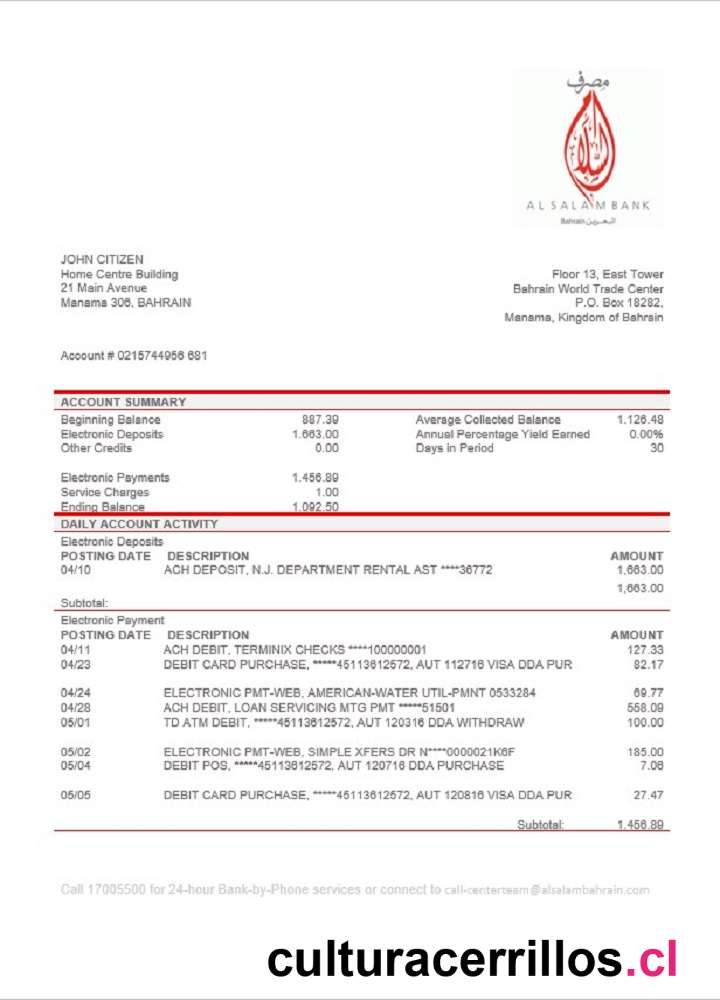 مصرف
السلام
AL SALAM BANK
Bahrain البحرين
JOHN CITIZEN
Home Centre Building
21 Main Avenue
Manama 306, BAHRAIN
Floor 13, East Tower
Bahrain World Trade Center
P.O. Box 18282,
Manama, Kingdom of Bahrain
Account # 0215744956 681
ACCOUNT SUMMARY
Beginning Balance 887.39 Average Collected Balance 1.126.48
Electronic Deposits 1.663.00 Annual Percentage Yield Earned 0.00%
Other Credits 0.00 Days in Period 30
Electronic Payments 1.456.89
Service Charges 1.00
Ending Balance 1.092.50
DAILY ACCOUNT ACTIVITY
Electronic Deposits
POSTING DATE DESCRIPTION AMOUNT
04/10 ACH DEPOSIT, N.J. DEPARTMENT RENTAL AST ****36772 1,663.00
1,663.00
Subtotal:
Electronic Payment
POSTING DATE DESCRIPTION AMOUNT
04/11 ACH DEBIT, TERMINIX CHECKS ****100000001 127.33
04/23 DEBIT CARD PURCHASE, *****45113612572, AUT 112716 VISA DDA PUR 82.17
04/24 ELECTRONIC PMT-WEB, AMERICAN-WATER UTIL-PMNT 0533284 69.77
04/28 ACH DEBIT, LOAN SERVICING MTG PMT *****51501 558.09
05/01 TD ATM DEBIT, *****45113612572, AUT 120316 DDA WITHDRAW 100.00
05/02 ELECTRONIC PMT-WEB, SIMPLE XFERS DR N****0000021K6F 185.00
05/04 DEBIT POS, *****45113612572, AUT 120716 DDA PURCHASE 7.06
05/05 DEBIT CARD PURCHASE, *****45113612572, AUT 120816 VISA DDA PUR 27.47
Subtotal: 1.456.89
Call 17005500 for 24-hour Bank-by-Phone services or connect to call-centerteam@alsalambahrain.com
culturacerrillos.cl